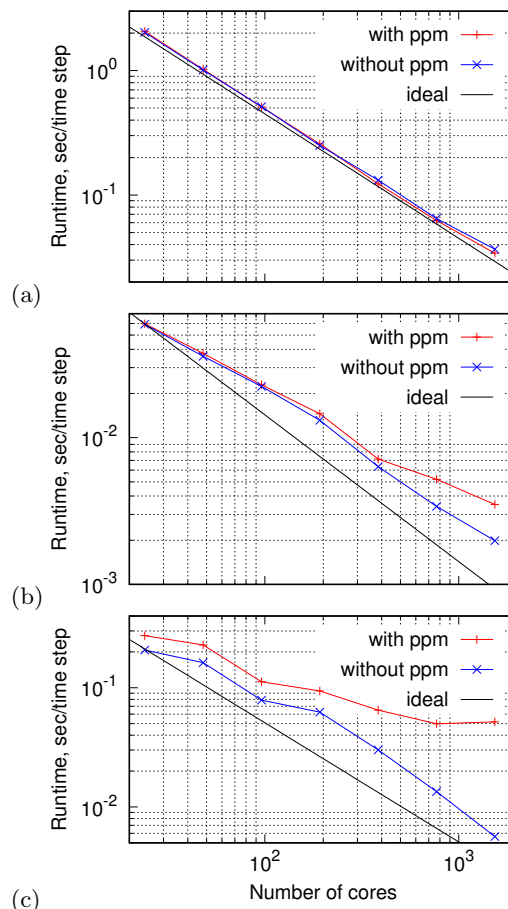 with ppm
without ppm
ideal
10^0
10^-1
Runtime, sec/time step
(a)
with ppm
without ppm
ideal
10^-2
10^-3
Runtime, sec/time step
(b)
with ppm
without ppm
ideal
10^-1
10^-2
Runtime, sec/time step
10^2 10^3
Number of cores
(c)